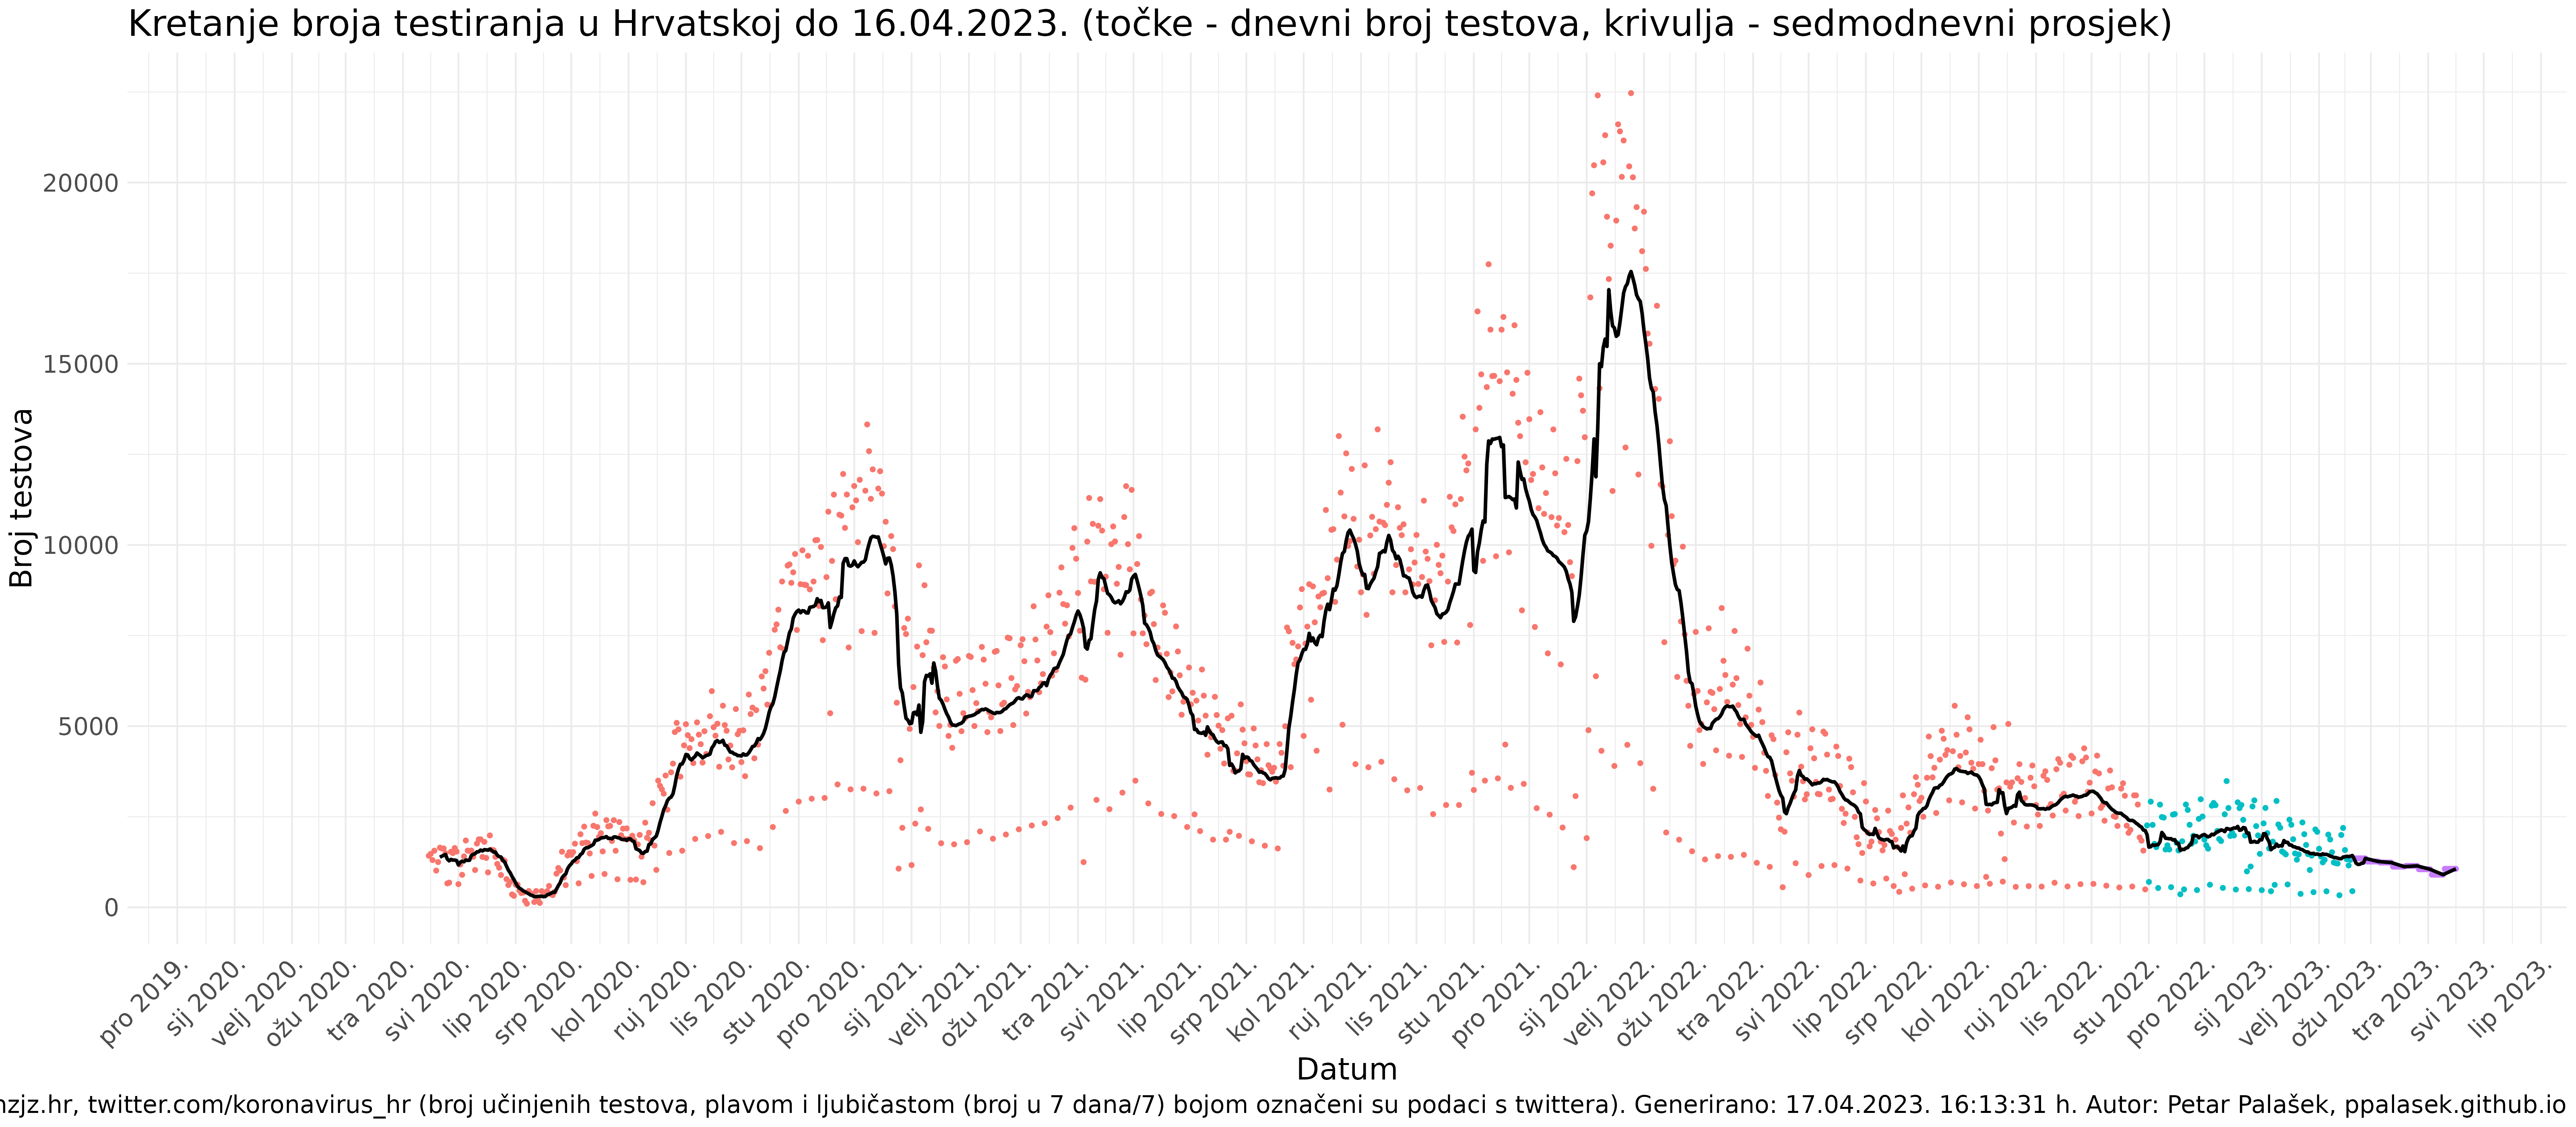 Kretanje broja testiranja u Hrvatskoj do 16.04.2023. (točke - dnevni broj testova, krivulja - sedmodnevni prosjek)
Broj testova
20000
15000
10000
5000
0
pro 2019.
sij 2020.
velj 2020.
ožu 2020.
tra 2020.
svi 2020.
lip 2020.
srp 2020.
kol 2020.
ruj 2020.
lis 2020.
stu 2020.
pro 2020.
sij 2021.
velj 2021.
ožu 2021.
tra 2021.
svi 2021.
lip 2021.
srp 2021.
kol 2021.
ruj 2021.
lis 2021.
stu 2021.
pro 2021.
sij 2022.
velj 2022.
ožu 2022.
tra 2022.
svi 2022.
lip 2022.
srp 2022.
kol 2022.
ruj 2022.
lis 2022.
stu 2022.
pro 2022.
sij 2023.
velj 2023.
ožu 2023.
tra 2023.
svi 2023.
lip 2023.
Datum
zjz.hr, twitter.com/koronavirus_hr (broj učinjenih testova, plavom i ljubičastom (broj u 7 dana/7) bojom označeni su podaci s twittera). Generirano: 17.04.2023. 16:13:31 h. Autor: Petar Palašek, ppalasek.github.io